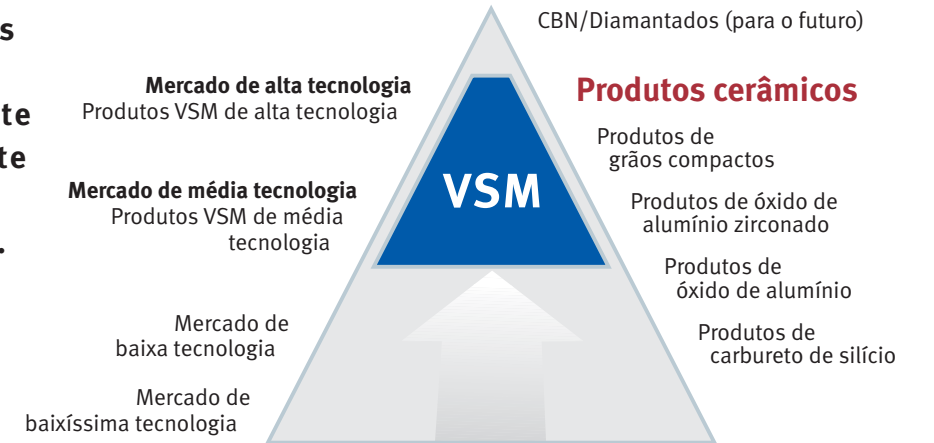 s
te
te
.
CBN/Diamantados (para o futuro)
Mercado de alta tecnologia
Produtos VSM de alta tecnologia
Mercado de média tecnologia
Produtos VSM de média
tecnologia
Mercado de
baixa tecnologia
Mercado de
baixíssima tecnologia
VSM
Produtos cerâmicos
Produtos de
grãos compactos
Produtos de óxido de
alumínio zirconado
Produtos de
óxido de alumínio
Produtos de
carbureto de silício